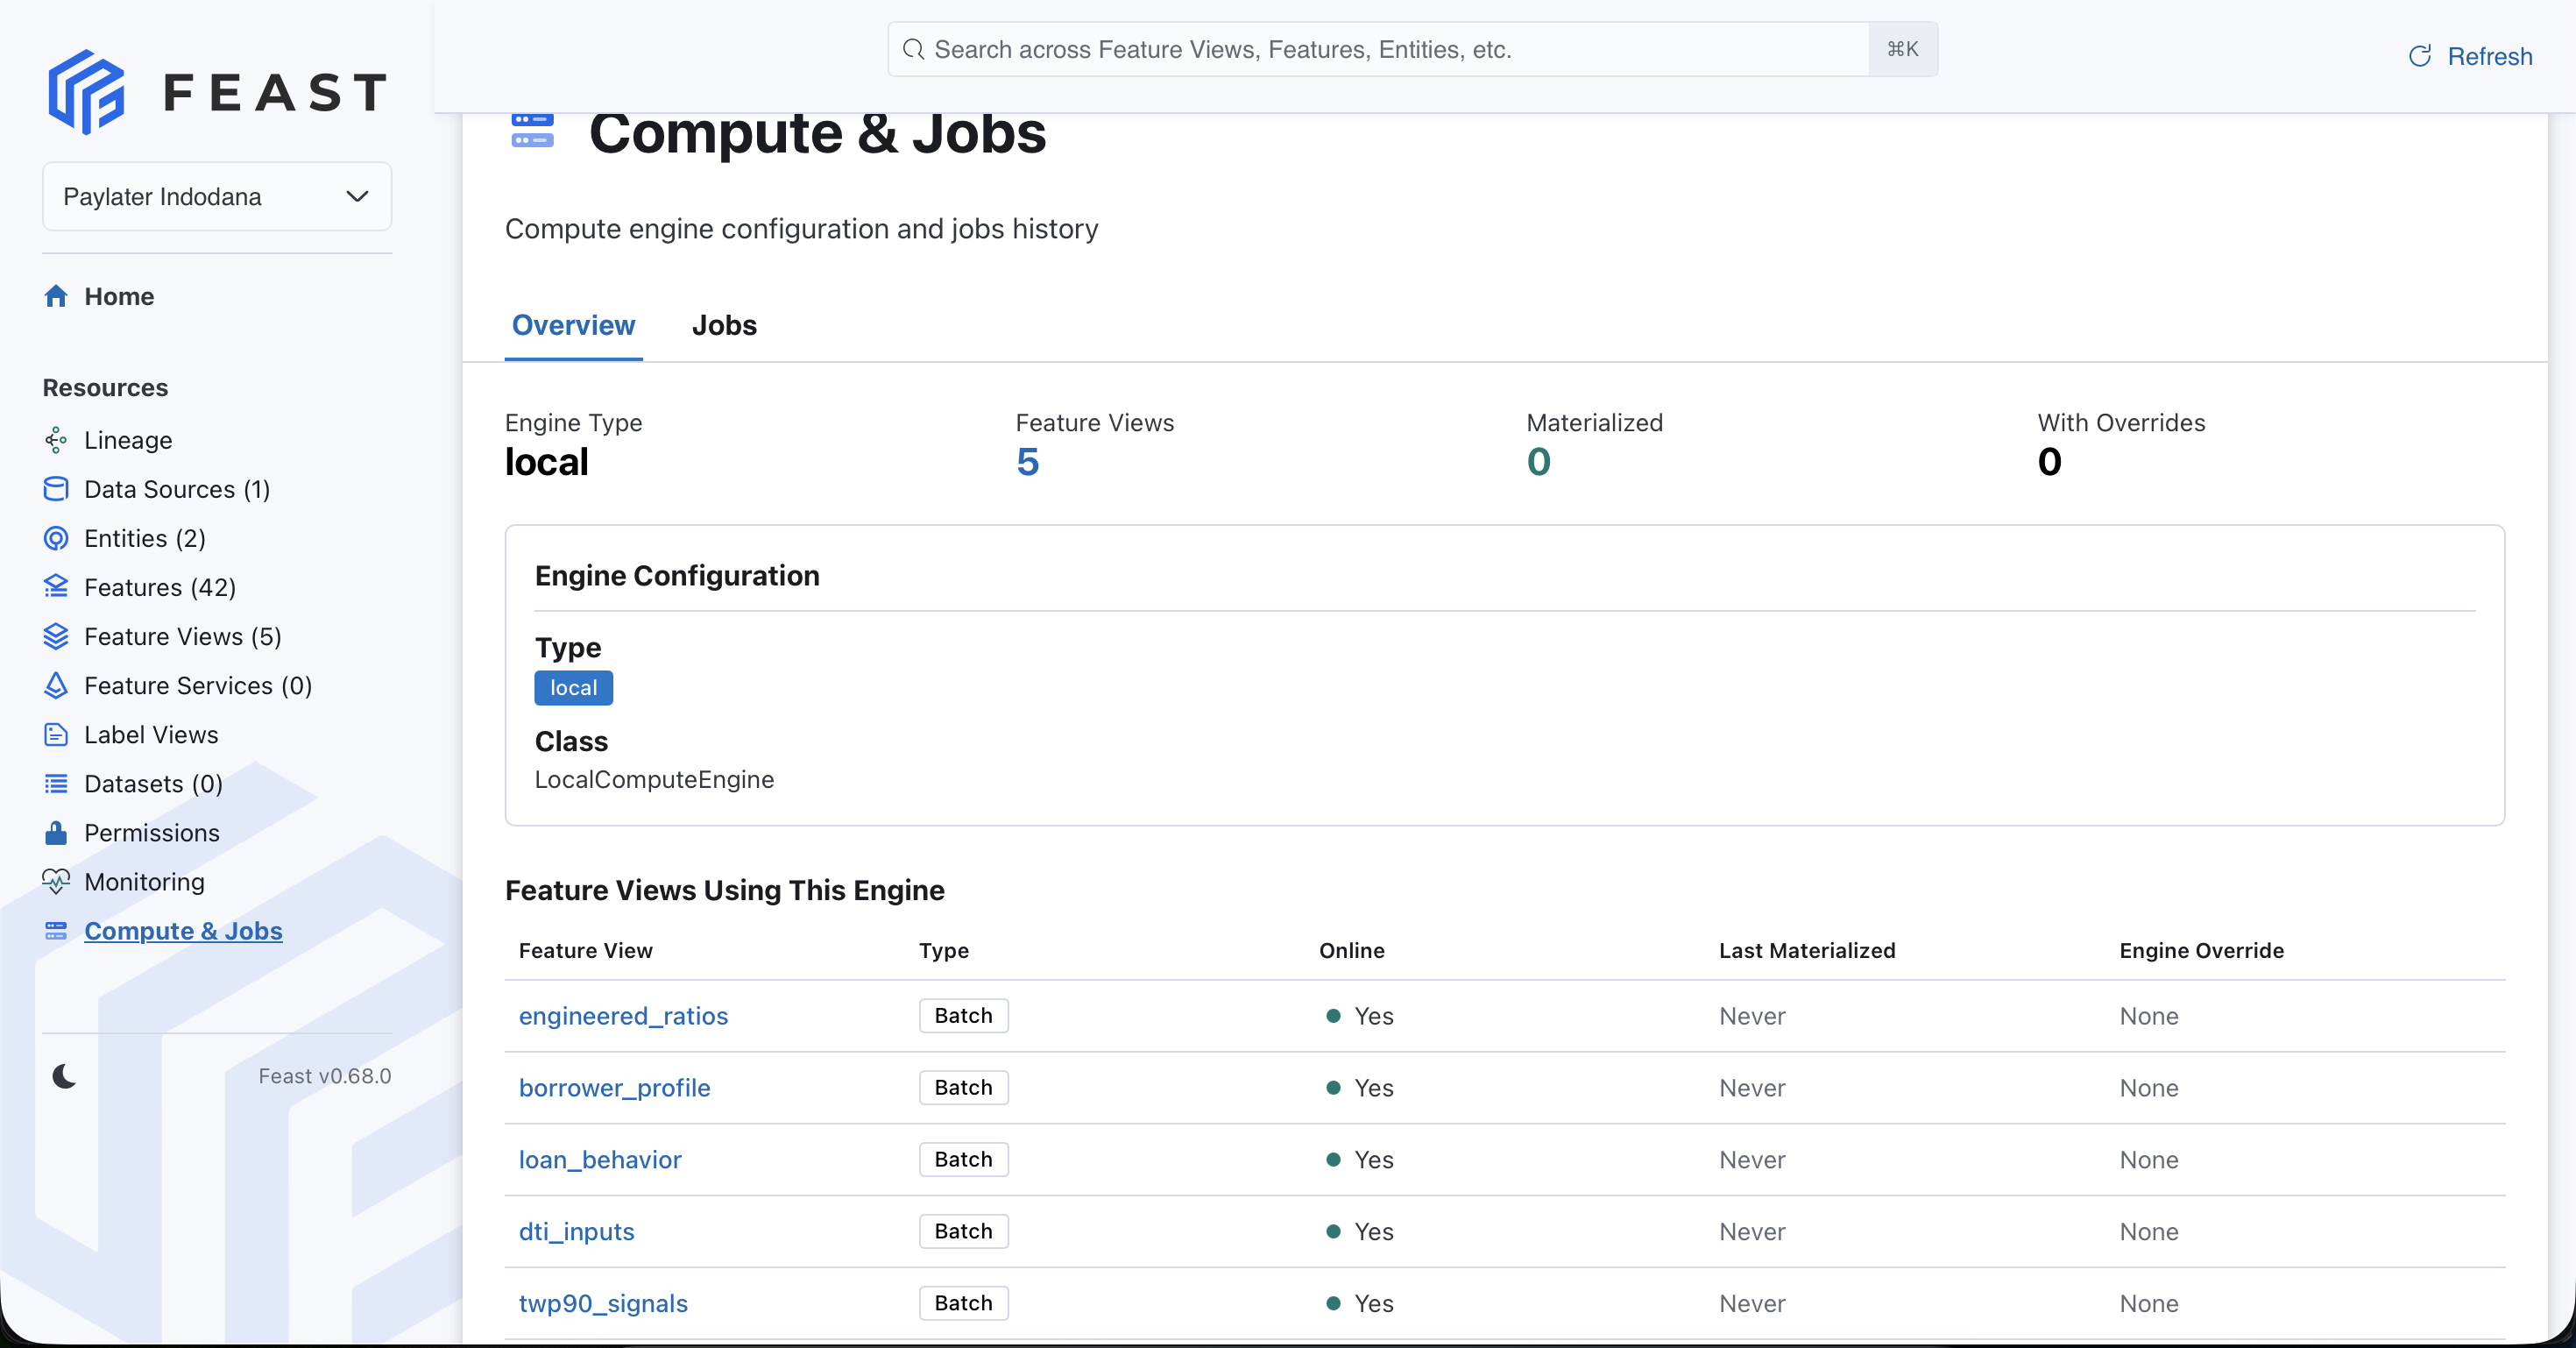 FEAST
Paylater Indodana
Home
Resources
Lineage
Data Sources (1)
Entities (2)
Features (42)
Feature Views (5)
Feature Services (0)
Label Views
Datasets (0)
Permissions
Monitoring
Compute & Jobs
Feast v0.68.0
Search across Feature Views, Features, Entities, etc. ⌘K
Refresh
Compute & Jobs
Compute engine configuration and jobs history
Overview Jobs
Engine Type Feature Views Materialized With Overrides
local 5 0 0
Engine Configuration
Type
local
Class
LocalComputeEngine
Feature Views Using This Engine
Feature View Type Online Last Materialized Engine Override
engineered_ratios Batch Yes Never None
borrower_profile Batch Yes Never None
loan_behavior Batch Yes Never None
dti_inputs Batch Yes Never None
twp90_signals Batch Yes Never None